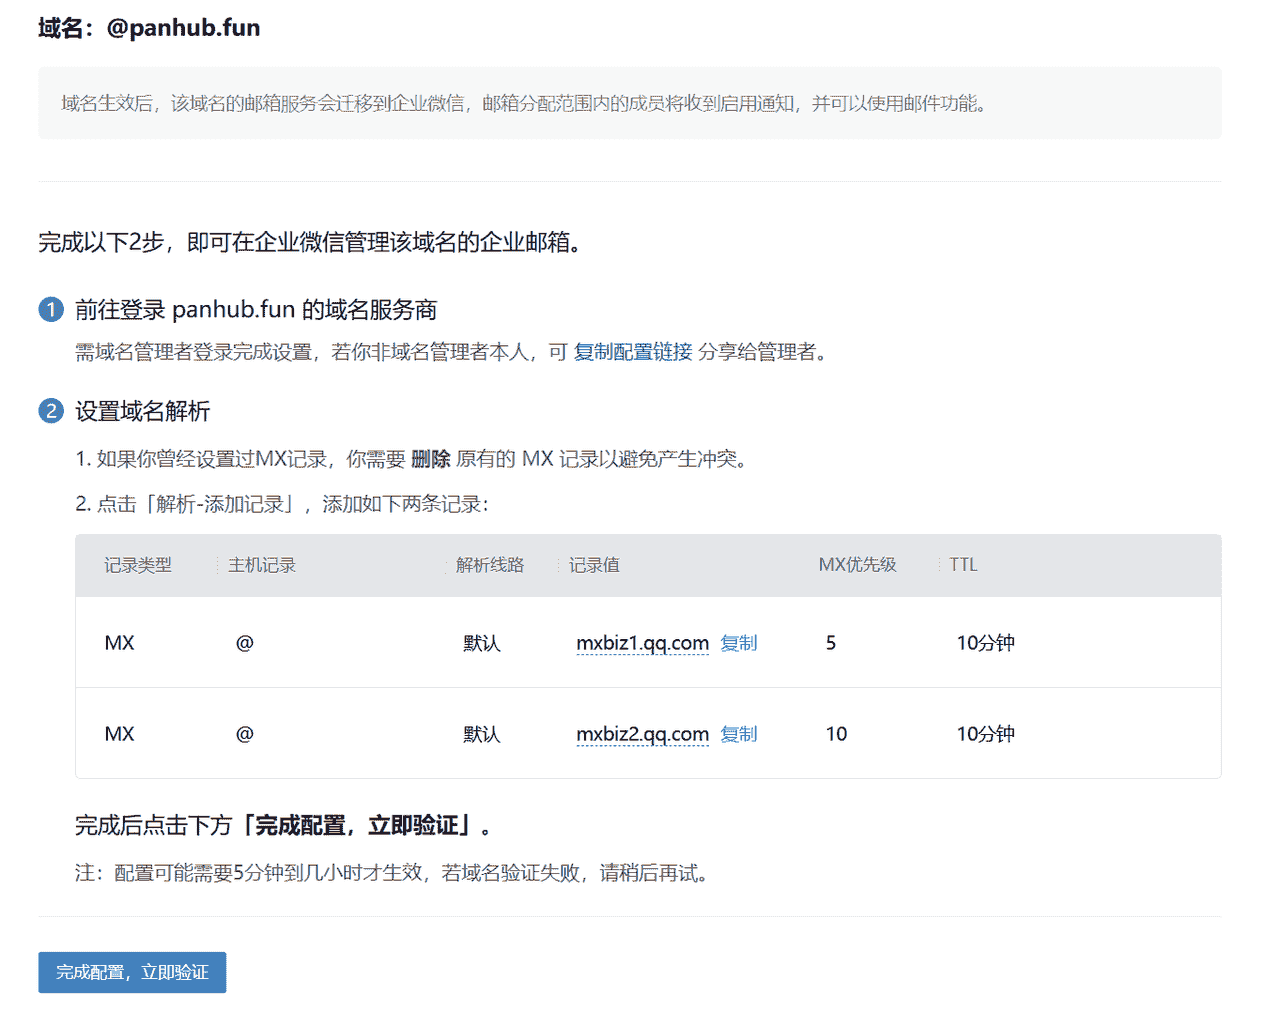 域名：@panhub.fun
域名生效后，该域名的邮箱服务会迁移到企业微信，邮箱分配范围内的成员将收到启用通知，并可以使用邮件功能。
完成以下2步，即可在企业微信管理该域名的企业邮箱。
1 前往登录 panhub.fun 的域名服务商
需域名管理者登录完成设置，若你非域名管理者本人，可 复制配置链接 分享给管理者。
2 设置域名解析
1. 如果你曾经设置过MX记录，你需要 删除 原有的 MX 记录以避免产生冲突。
2. 点击「解析-添加记录」，添加如下两条记录：
记录类型 主机记录 解析线路 记录值 MX优先级 TTL
MX @ 默认 mxbiz1.qq.com 复制 5 10分钟
MX @ 默认 mxbiz2.qq.com 复制 10 10分钟
完成后点击下方「完成配置，立即验证」。
注：配置可能需要5分钟到几小时才生效，若域名验证失败，请稍后再试。
完成配置，立即验证